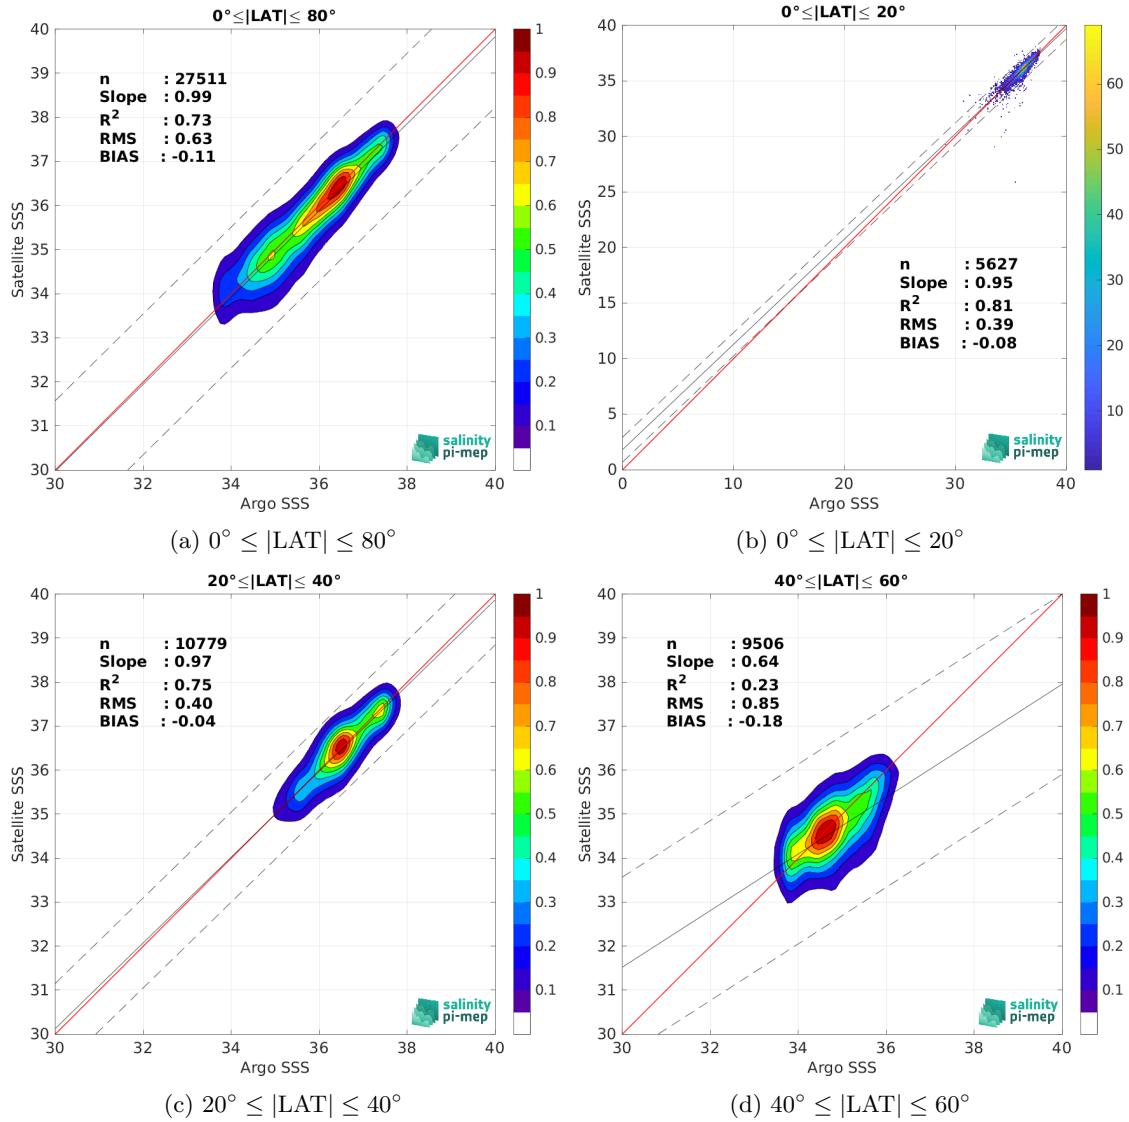 0°≤|LAT|≤ 80°
n : 27511
Slope : 0.99
R² : 0.73
RMS : 0.63
BIAS : -0.11
40
39
38
37
36
35
34
33
32
31
30
Satellite SSS
30 32 34 36 38 40
Argo SSS
1
0.9
0.8
0.7
0.6
0.5
0.4
0.3
0.2
0.1
salinity
pi-mep
(a) 0° ≤ |LAT| ≤ 80°
0°≤|LAT|≤ 20°
40
35
30
25
20
15
10
5
0
Satellite SSS
n : 5627
Slope : 0.95
R² : 0.81
RMS : 0.39
BIAS : -0.08
0 10 20 30 40
Argo SSS
60
50
40
30
20
10
salinity
pi-mep
(b) 0° ≤ |LAT| ≤ 20°
20°≤|LAT|≤ 40°
n : 10779
Slope : 0.97
R² : 0.75
RMS : 0.40
BIAS : -0.04
40
39
38
37
36
35
34
33
32
31
30
Satellite SSS
30 32 34 36 38 40
Argo SSS
1
0.9
0.8
0.7
0.6
0.5
0.4
0.3
0.2
0.1
salinity
pi-mep
(c) 20° ≤ |LAT| ≤ 40°
40°≤|LAT|≤ 60°
n : 9506
Slope : 0.64
R² : 0.23
RMS : 0.85
BIAS : -0.18
40
39
38
37
36
35
34
33
32
31
30
Satellite SSS
30 32 34 36 38 40
Argo SSS
1
0.9
0.8
0.7
0.6
0.5
0.4
0.3
0.2
0.1
salinity
pi-mep
(d) 40° ≤ |LAT| ≤ 60°